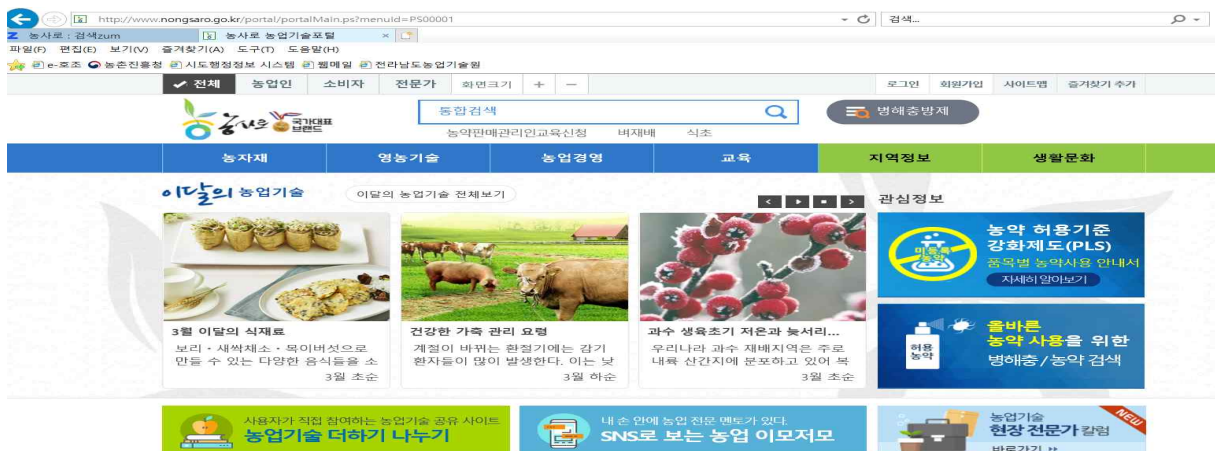 http://www.nongsaro.go.kr/portal/portalMain.ps?menuId=PS00001
검색...
농사로 : 검색zum
농사로 농업기술포털
파일(F) 편집(E) 보기(V) 즐겨찾기(A) 도구(T) 도움말(H)
e-호조 농촌진흥청 시도행정정보 시스템 웹메일 전라남도농업기술원
전체 농업인 소비자 전문가 화면크기 + -
로그인 회원가입 사이트맵 즐겨찾기 추가
농사로 국가대표 브랜드
통합검색
병해충방제
농약판매관리인교육신청 벼재배 식초
농자재 영농기술 농업경영 교육 지역정보 생활문화
이달의 농업기술
이달의 농업기술 전체보기
관심정보
3월 이달의 식재료
보리·새싹채소·목이버섯으로
만들 수 있는 다양한 음식들을 소
3월 초순
건강한 가축 관리 요령
계절이 바뀌는 환절기에는 감기
환자들이 많이 발생한다. 이는 낮
3월 하순
과수 생육초기 저온과 늦서리...
우리나라 과수 재배지역은 주로
내륙 산간지에 분포하고 있어 복
3월 초순
미등록
농약
농약 허용기준
강화제도(PLS)
품목별 농약사용 안내서
자세히 알아보기
허용
농약
올바른
농약 사용을 위한
병해충/농약 검색
사용자가 직접 참여하는 농업기술 공유 사이트
농업기술 더하기 나누기
내 손 안에 농업 전문 멘토가 있다.
SNS로 보는 농업 이모저모
농업기술
현장 전문가 칼럼
바로가기
NEW